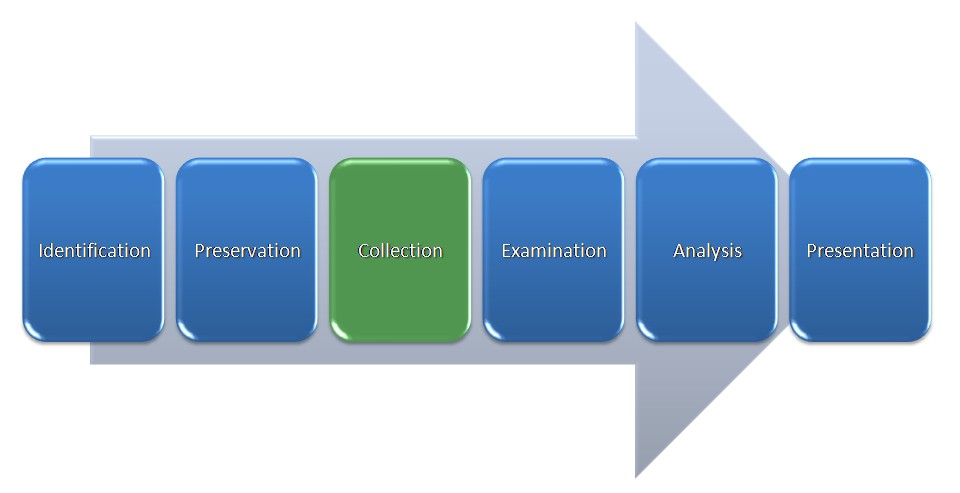 Identification
Preservation
Collection
Examination
Analysis
Presentation